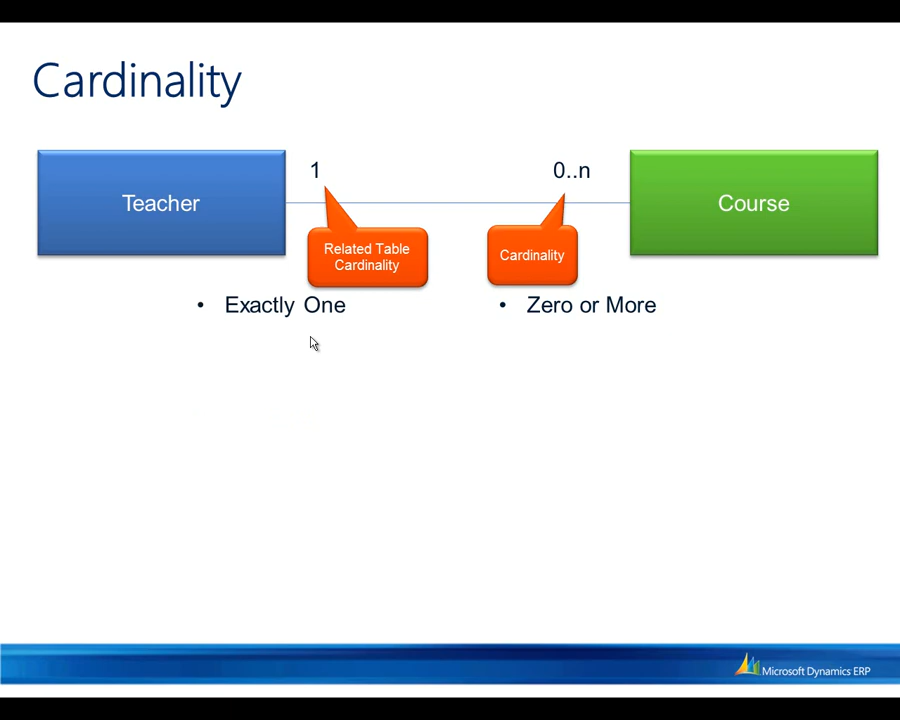 Cardinality
1
0..n
Teacher
Course
Related Table
Cardinality
Cardinality
• Exactly One
• Zero or More
Microsoft Dynamics ERP